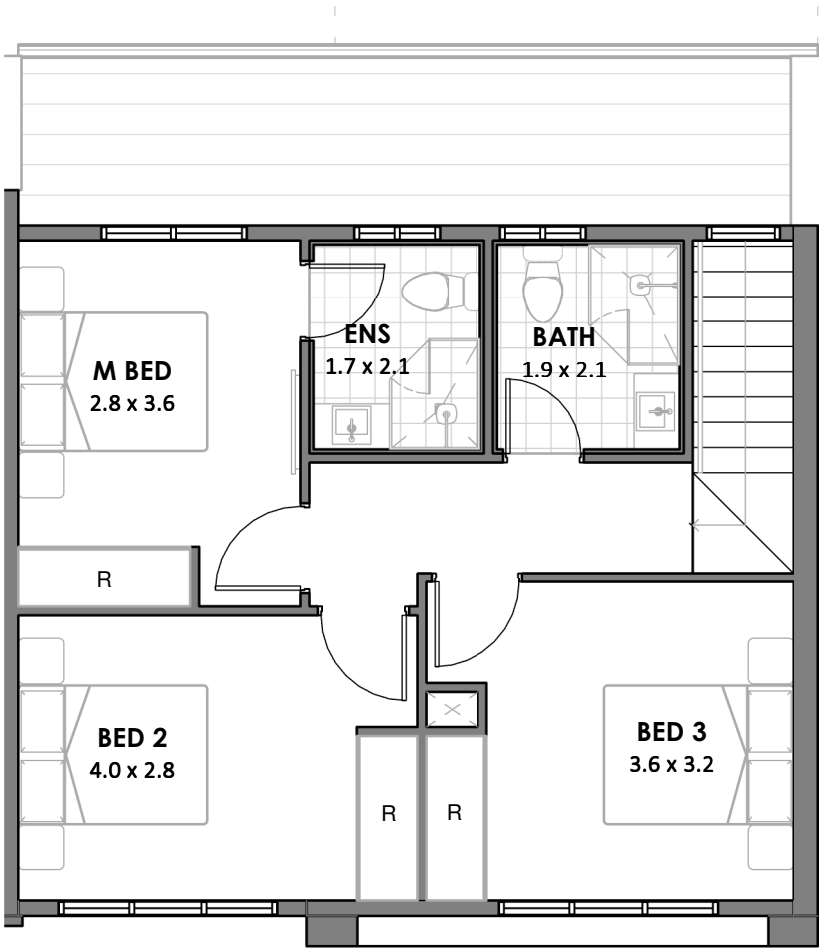 ENS
1.7 x 2.1
BATH
1.9 x 2.1
M BED
2.8 x 3.6
R
BED 2
4.0 x 2.8
BED 3
3.6 x 3.2
R
R